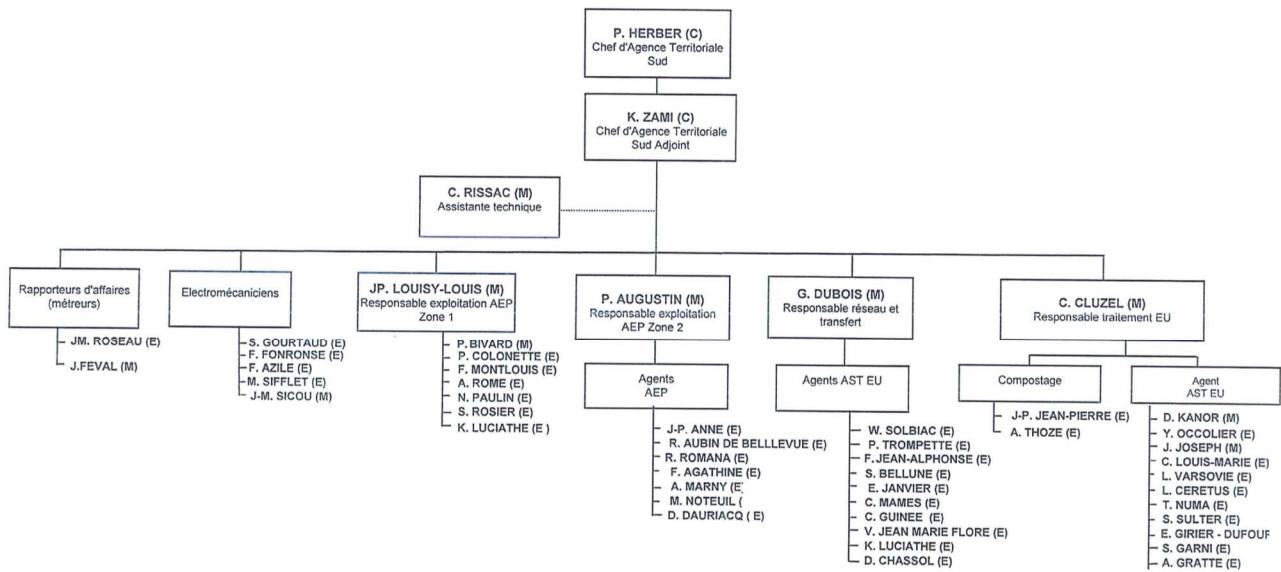 P. HERBER (C)
Chef d'Agence Territoriale
Sud
K. ZAMI (C)
Chef d'Agence Territoriale
Sud Adjoint
C. RISSAC (M)
Assistante technique
Rapporteurs d'affaires
(métreurs)
JM. ROSEAU (E)
J.FEVAL (M)
Electromécaniciens
S. GOURTAUD (E)
F. FONRONSE (E)
F. AZILE (E)
M. SIFFLET (E)
J-M. SICOU (M)
JP. LOUISY-LOUIS (M)
Responsable exploitation AEP
Zone 1
P. BIVARD (M)
P. COLONETTE (E)
F. MONTLOUIS (E)
A. ROME (E)
N. PAULIN (E)
S. ROSIER (E)
K. LUCIATHE (E )
P. AUGUSTIN (M)
Responsable exploitation
AEP Zone 2
Agents
AEP
J-P. ANNE (E)
R. AUBIN DE BELLLEVUE (E)
R. ROMANA (E)
F. AGATHINE (E)
A. MARNY (E)
M. NOTEUIL (
D. DAURIACQ ( E)
G. DUBOIS (M)
Responsable réseau et
transfert
Agents AST EU
W. SOLBIAC (E)
P. TROMPETTE (E)
F. JEAN-ALPHONSE (E)
S. BELLUNE (E)
E. JANVIER (E)
C. MAMES (E)
C. GUINEE (E)
V. JEAN MARIE FLORE (E)
K. LUCIATHE (E)
D. CHASSOL (E)
C. CLUZEL (M)
Responsable traitement EU
Compostage
J-P. JEAN-PIERRE (E)
A. THOZE (E)
Agent
AST EU
D. KANOR (M)
Y. OCCOLIER (E)
J. JOSEPH (M)
C. LOUIS-MARIE (E)
L. VARSOVIE (E)
L. CERETUS (E)
T. NUMA (E)
S. SULTER (E)
E. GIRIER - DUFOUR
S. GARNI (E)
A. GRATTE (E)